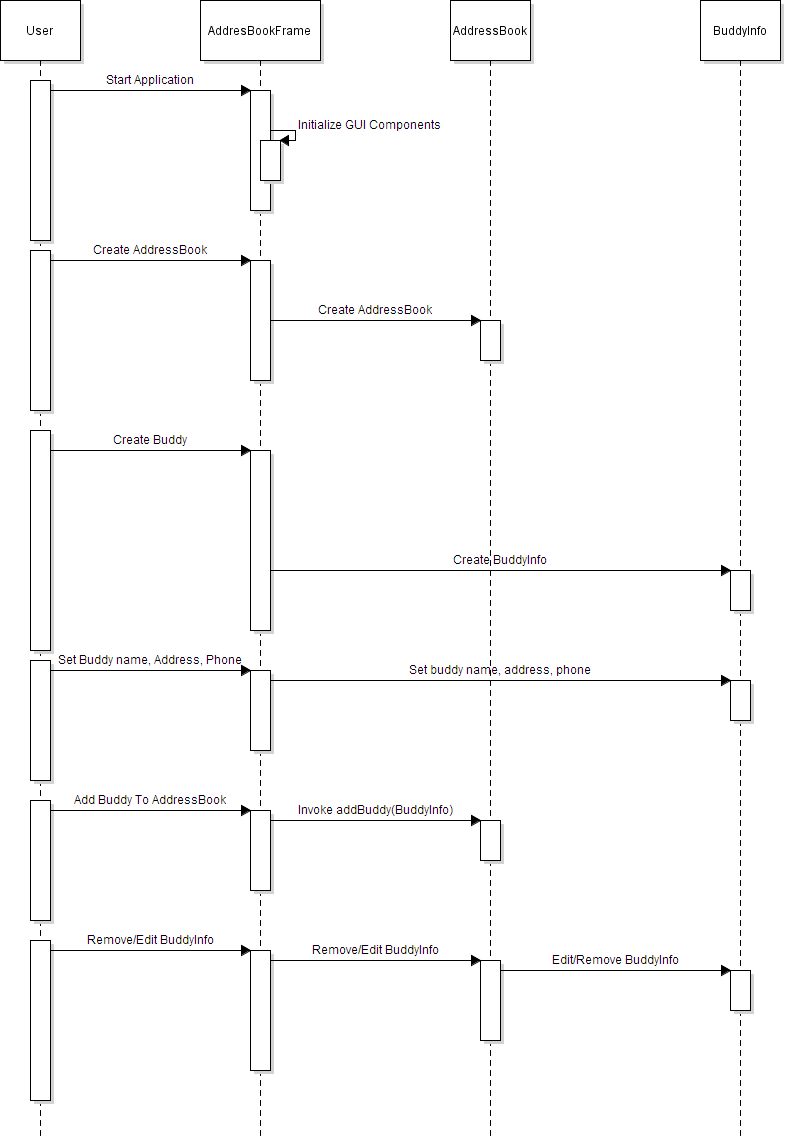 User
AddresBookFrame
AddressBook
BuddyInfo
Start Application
Initialize GUI Components
Create AddressBook
Create AddressBook
Create Buddy
Create BuddyInfo
Set Buddy name, Address, Phone
Set buddy name, address, phone
Add Buddy To AddressBook
Invoke addBuddy(BuddyInfo)
Remove/Edit BuddyInfo
Remove/Edit BuddyInfo
Edit/Remove BuddyInfo